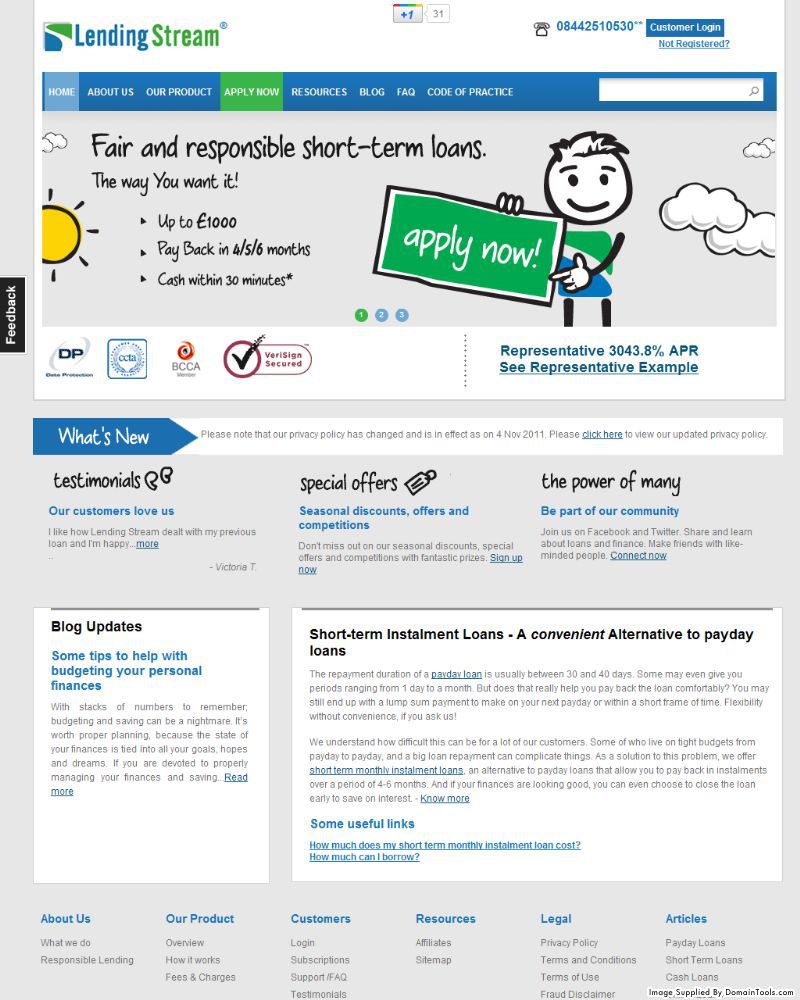 Lending Stream®
+1 31
08442510530** Customer Login
Not Registered?
HOME ABOUT US OUR PRODUCT APPLY NOW RESOURCES BLOG FAQ CODE OF PRACTICE
Fair and responsible short-term loans.
The way You want it!
Up to £1000
Pay Back in 4/5/6 months
Cash within 30 minutes*
apply now!
Feedback
1 2 3
DP
Data Protection
ccta
BCCA
Member
VeriSign
Secured
Representative 3043.8% APR
See Representative Example
What's New
Please note that our privacy policy has changed and is in effect as on 4 Nov 2011. Please click here to view our updated privacy policy.
testimonials
Our customers love us
I like how Lending Stream dealt with my previous
loan and I'm happy...more
..
- Victoria T.
special offers
Seasonal discounts, offers and
competitions
Don't miss out on our seasonal discounts, special
offers and competitions with fantastic prizes. Sign up
now
the power of many
Be part of our community
Join us on Facebook and Twitter. Share and learn
about loans and finance. Make friends with like-
minded people. Connect now
Blog Updates
Some tips to help with
budgeting your personal
finances
With stacks of numbers to remember;
budgeting and saving can be a nightmare. It's
worth proper planning, because the state of
your finances is tied into all your goals, hopes
and dreams. If you are devoted to properly
managing your finances and saving...Read
more
Short-term Instalment Loans - A convenient Alternative to payday
loans
The repayment duration of a payday loan is usually between 30 and 40 days. Some may even give you
periods ranging from 1 day to a month. But does that really help you pay back the loan comfortably? You may
still end up with a lump sum payment to make on your next payday or within a short frame of time. Flexibility
without convenience, if you ask us!
We understand how difficult this can be for a lot of our customers. Some of who live on tight budgets from
payday to payday, and a big loan repayment can complicate things. As a solution to this problem, we offer
short term monthly instalment loans, an alternative to payday loans that allow you to pay back in instalments
over a period of 4-6 months. And if your finances are looking good, you can even choose to close the loan
early to save on interest. - Know more
Some useful links
How much does my short term monthly instalment loan cost?
How much can I borrow?
About Us
What we do
Responsible Lending
Our Product
Overview
How it works
Fees & Charges
Customers
Login
Subscriptions
Support /FAQ
Testimonials
Resources
Affiliates
Sitemap
Legal
Privacy Policy
Terms and Conditions
Terms of Use
Fraud Disclaimer
Articles
Payday Loans
Short Term Loans
Cash Loans
Image Supplied By DomainTools.com